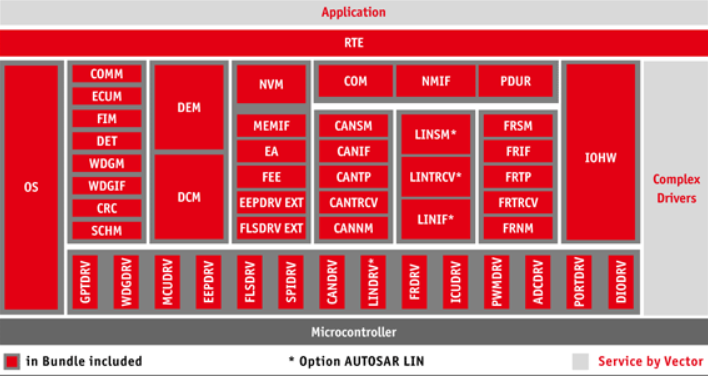 Application
RTE
OS
COMM
ECUM
FIM
DET
WDGM
WDGIF
CRC
SCHM
DEM
DCM
NVM
MEMIF
EA
FEE
EEPDRV EXT
FLSDRV EXT
COM
NMIF
PDUR
CANSM
CANIF
CANTP
CANTRCV
CANNM
LINSM*
LINTRCV*
LINIF*
FRSM
FRIF
FRTP
FRTRCV
FRNM
IOHW
Complex
Drivers
GPTDRV
WDGDRV
MCUDRV
EEPDRV
FLSDRV
SPIDRV
CANDRV
LINDRV*
FRDRV
ICUDRV
PWMDRV
ADCDRV
PORTDRV
DIODRV
Microcontroller
in Bundle included
* Option AUTOSAR LIN
Service by Vector